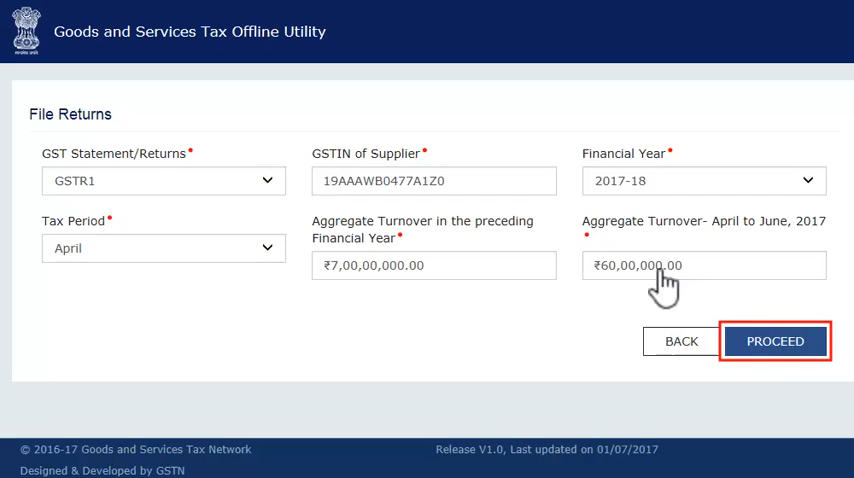 Goods and Services Tax Offline Utility
File Returns
GST Statement/Returns•
GSTR1
GSTIN of Supplier•
19AAAWB0477A1Z0
Financial Year•
2017-18
Tax Period•
April
Aggregate Turnover in the preceding
Financial Year•
₹7,00,00,000.00
Aggregate Turnover- April to June, 2017
•
₹60,00,000.00
BACK
PROCEED
© 2016-17 Goods and Services Tax Network
Release V1.0, Last updated on 01/07/2017
Designed & Developed by GSTN